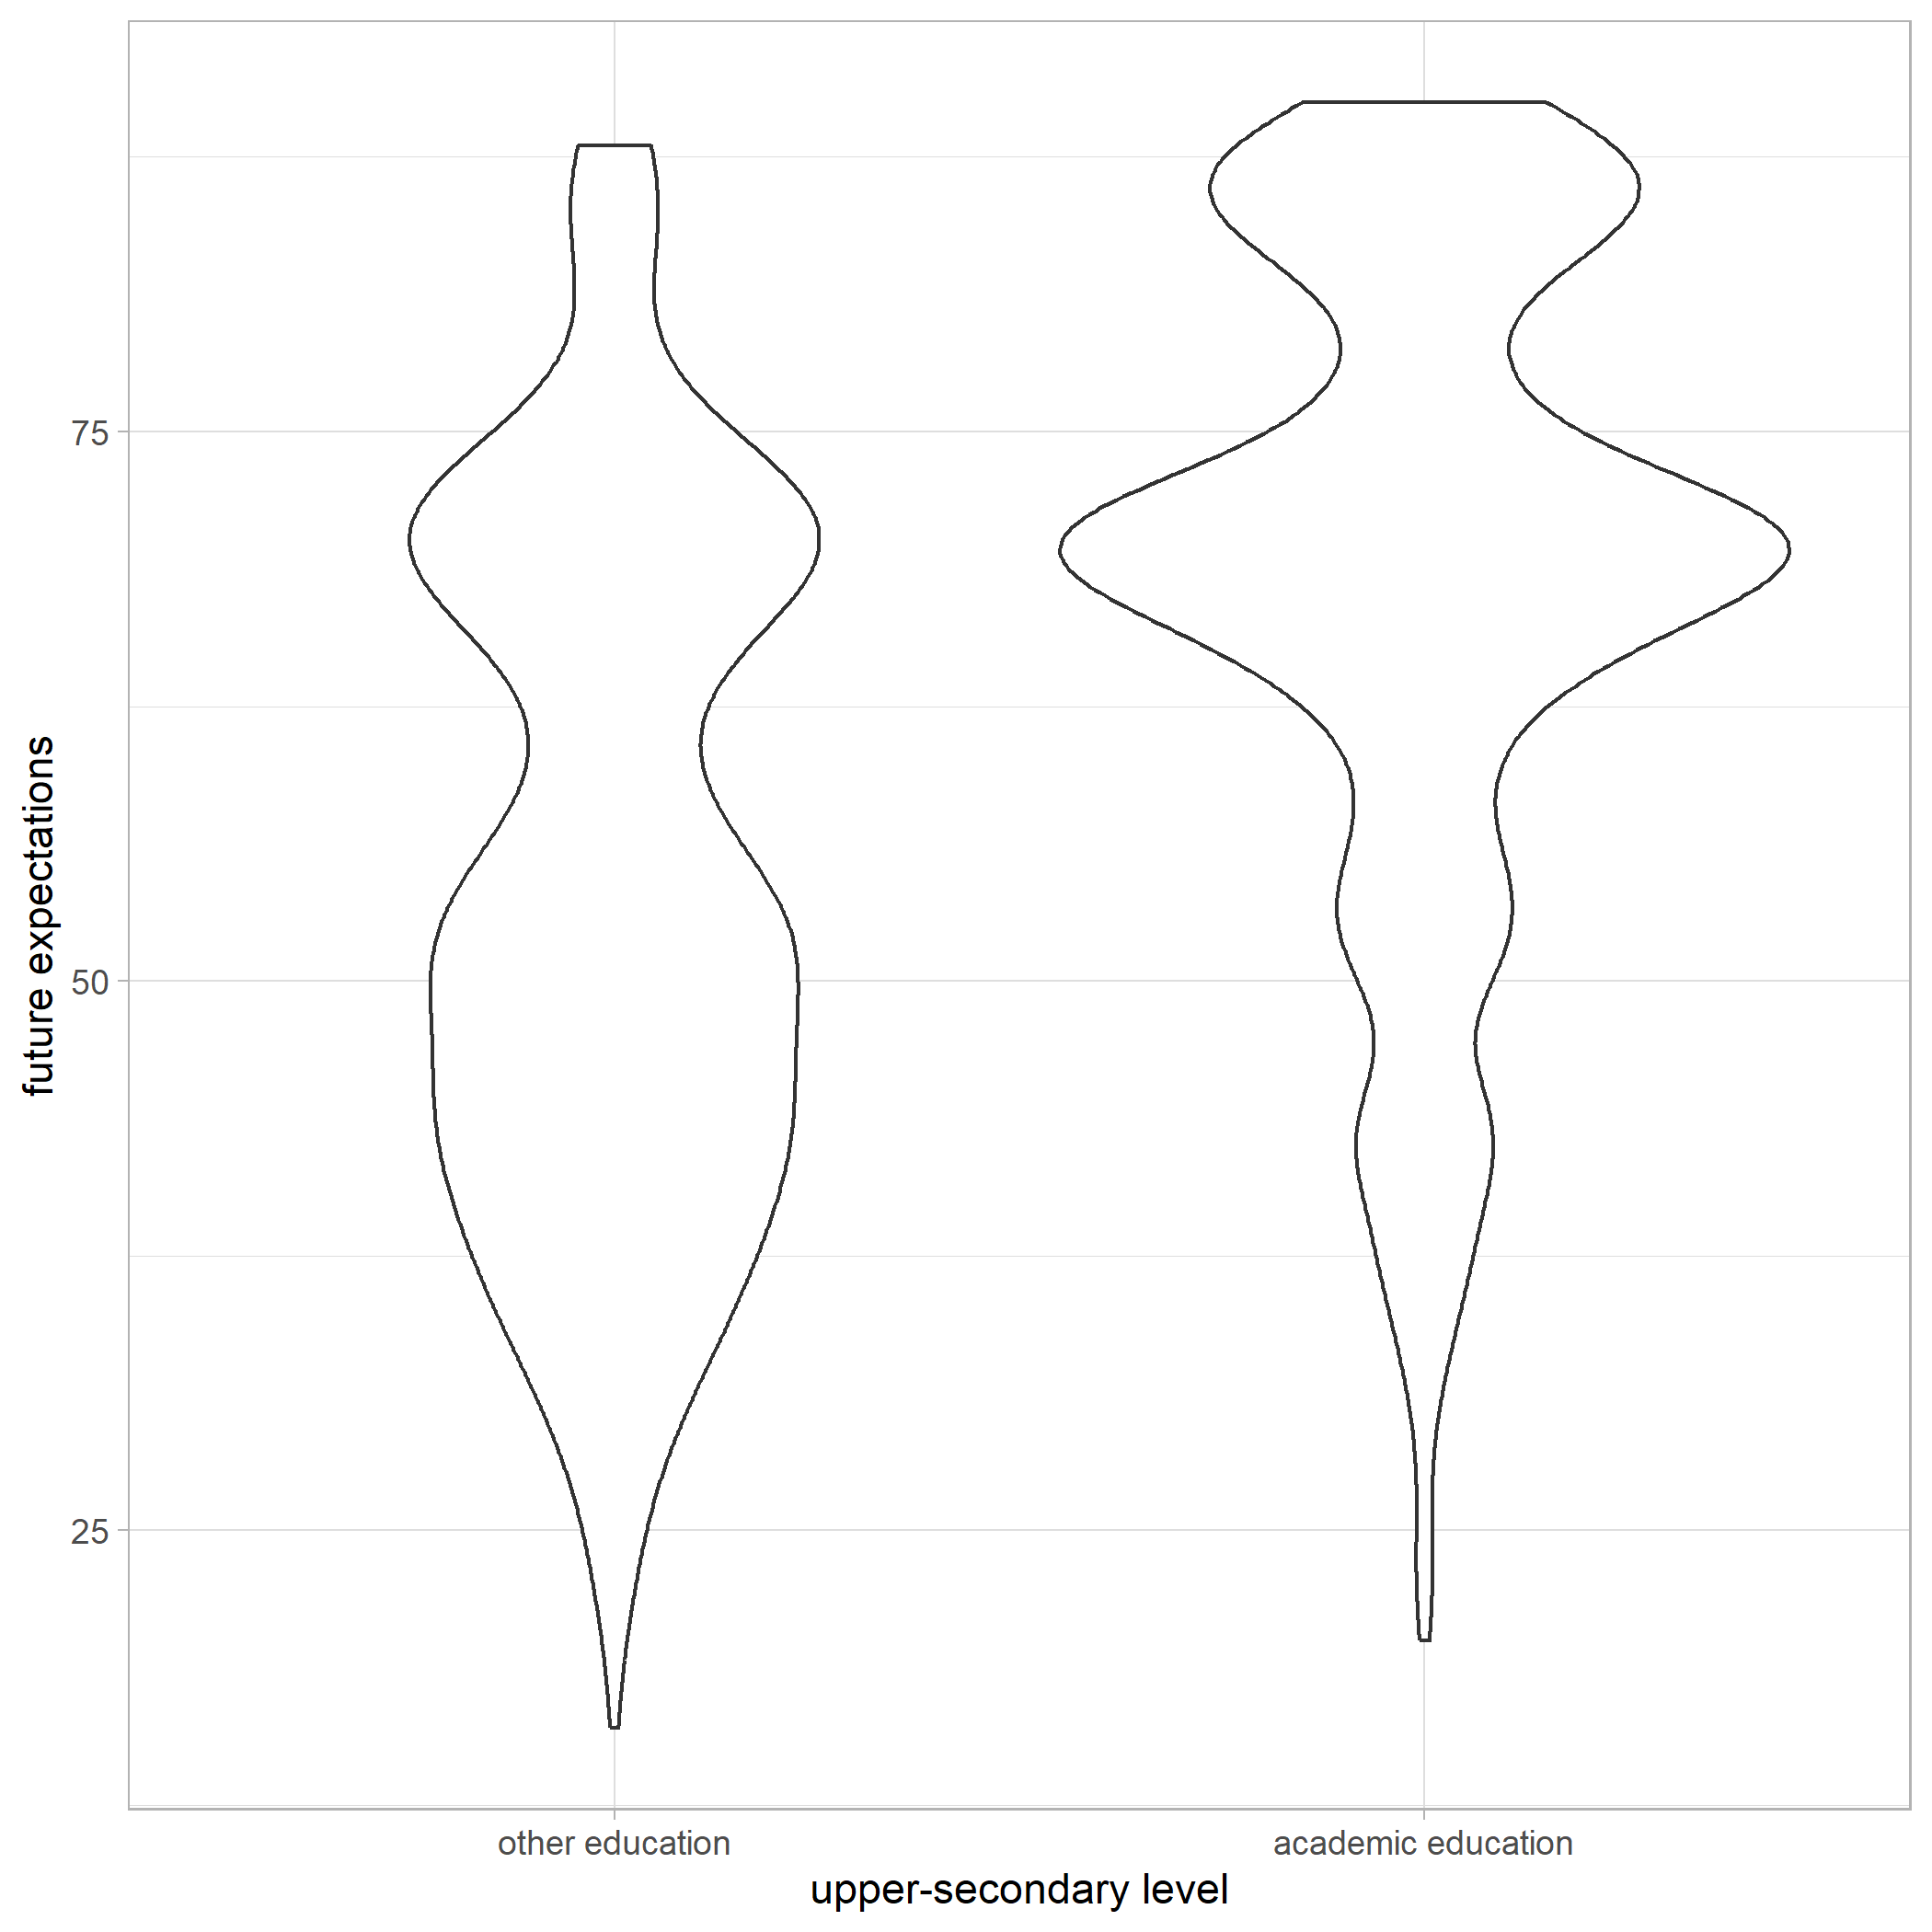 future expectations
75
50
25
other education
academic education
upper-secondary level